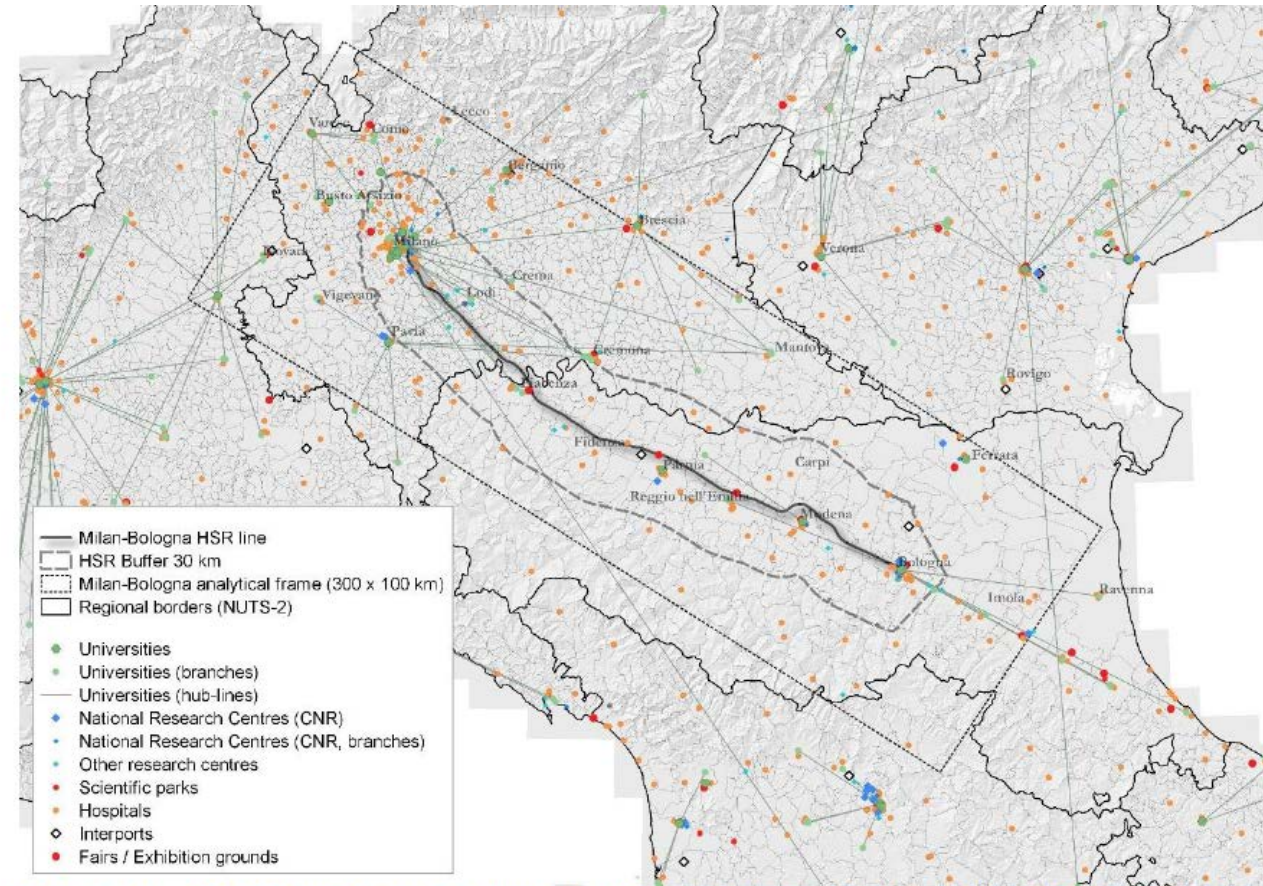 Lecco
Varese
Como
Bergamo
Busto Arsizio
Brescia
Milano
Verona
Novara
Crema
Lodi
Vigevano
Pavia
Cremona
Mantova
Piacenza
Rovigo
Fidenza
Carpi
Ferrara
Parma
Reggio nell'Emilia
Modena
Bologna
Imola
Ravenna
Milan-Bologna HSR line
HSR Buffer 30 km
Milan-Bologna analytical frame (300 x 100 km)
Regional borders (NUTS-2)
Universities
Universities (branches)
Universities (hub-lines)
National Research Centres (CNR)
National Research Centres (CNR, branches)
Other research centres
Scientific parks
Hospitals
Interports
Fairs / Exhibition grounds